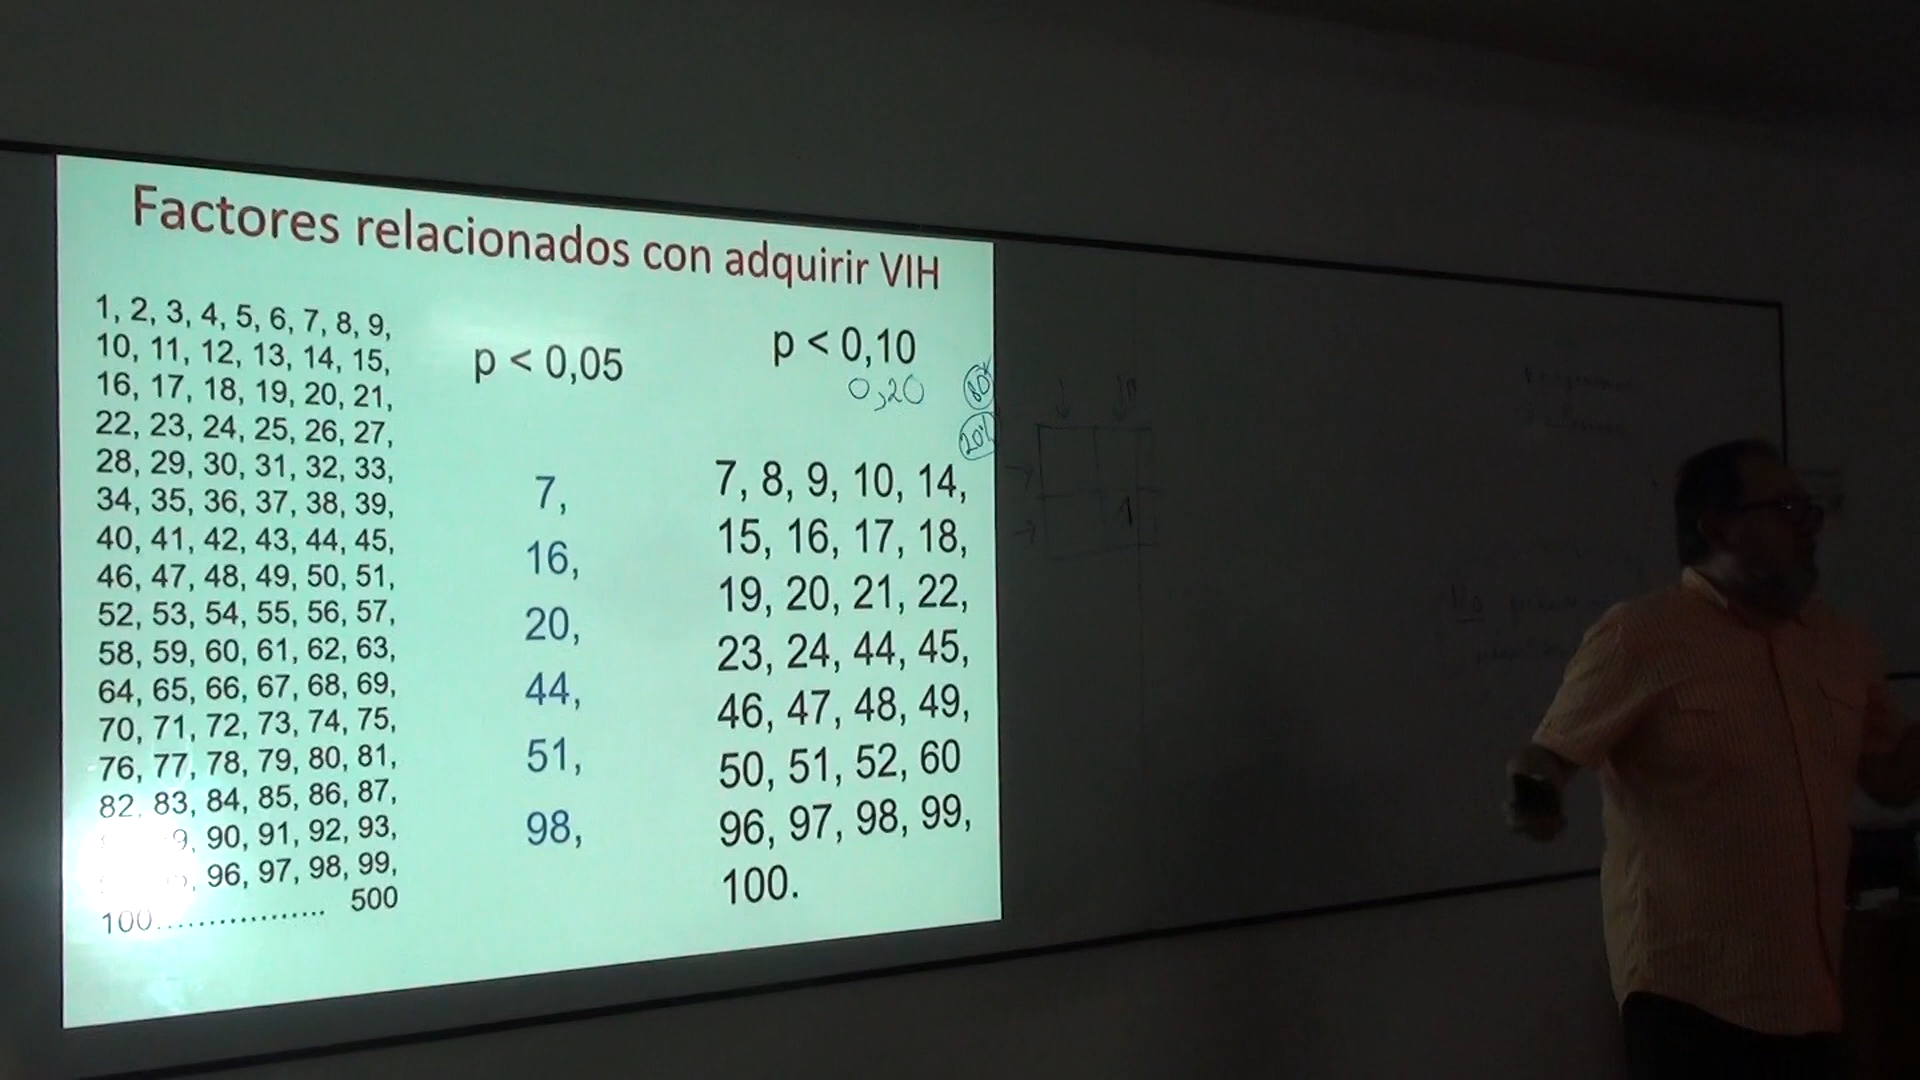 Factores relacionados con adquirir VIH
1, 2, 3, 4, 5, 6, 7, 8, 9,
10, 11, 12, 13, 14, 15,
16, 17, 18, 19, 20, 21,
22, 23, 24, 25, 26, 27,
28, 29, 30, 31, 32, 33,
34, 35, 36, 37, 38, 39,
40, 41, 42, 43, 44, 45,
46, 47, 48, 49, 50, 51,
52, 53, 54, 55, 56, 57,
58, 59, 60, 61, 62, 63,
64, 65, 66, 67, 68, 69,
70, 71, 72, 73, 74, 75,
76, 77, 78, 79, 80, 81,
82, 83, 84, 85, 86, 87,
90, 91, 92, 93,
96, 97, 98, 99,
100.................. 500
p < 0,05
7,
16,
20,
44,
51,
98,
p < 0,10
0,20
80%
20%
7, 8, 9, 10, 14,
15, 16, 17, 18,
19, 20, 21, 22,
23, 24, 44, 45,
46, 47, 48, 49,
50, 51, 52, 60
96, 97, 98, 99,
100.